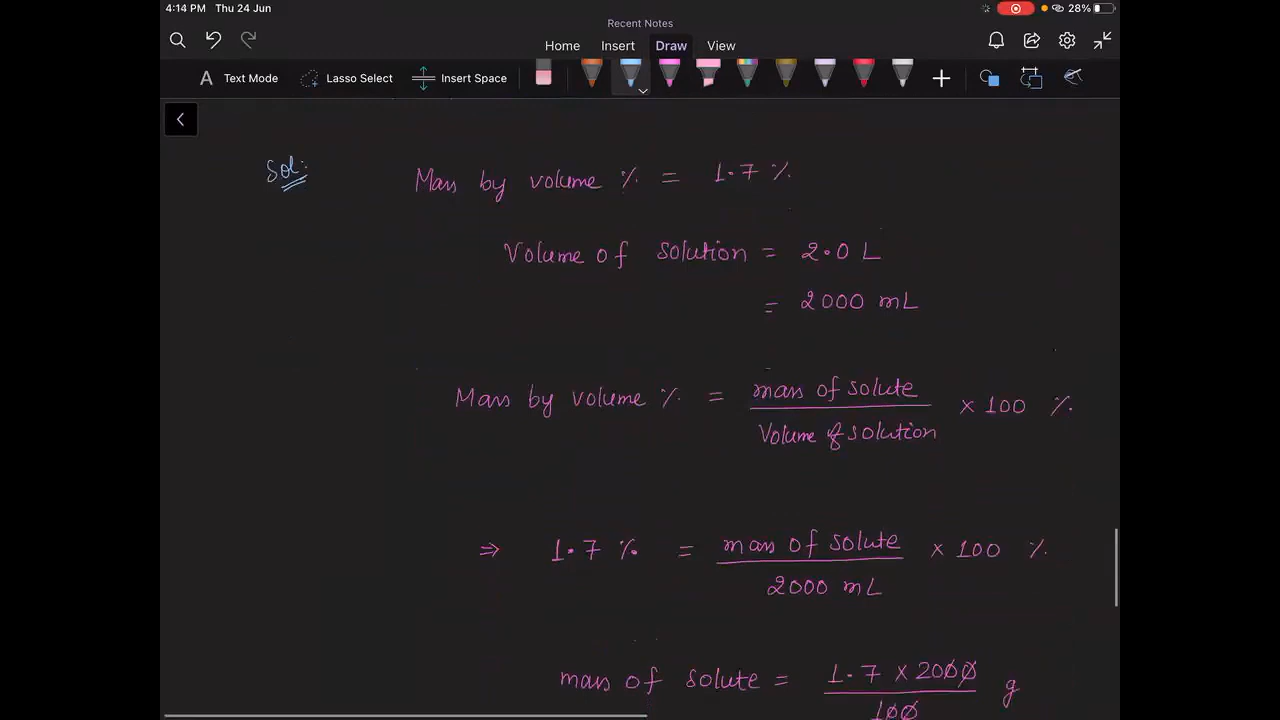 4:14 PM Thu 24 Jun
28%
Recent Notes
Home Insert Draw View
Text Mode Lasso Select Insert Space
Sol:
Mass by volume % = 1.7 %
Volume of solution = 2.0 L
= 2000 mL
Mass by volume % = mass of solute / Volume of solution × 100 %
⇒ 1.7 % = mass of solute / 2000 mL × 100 %
mass of solute = 1.7 × 2000 / 100 g